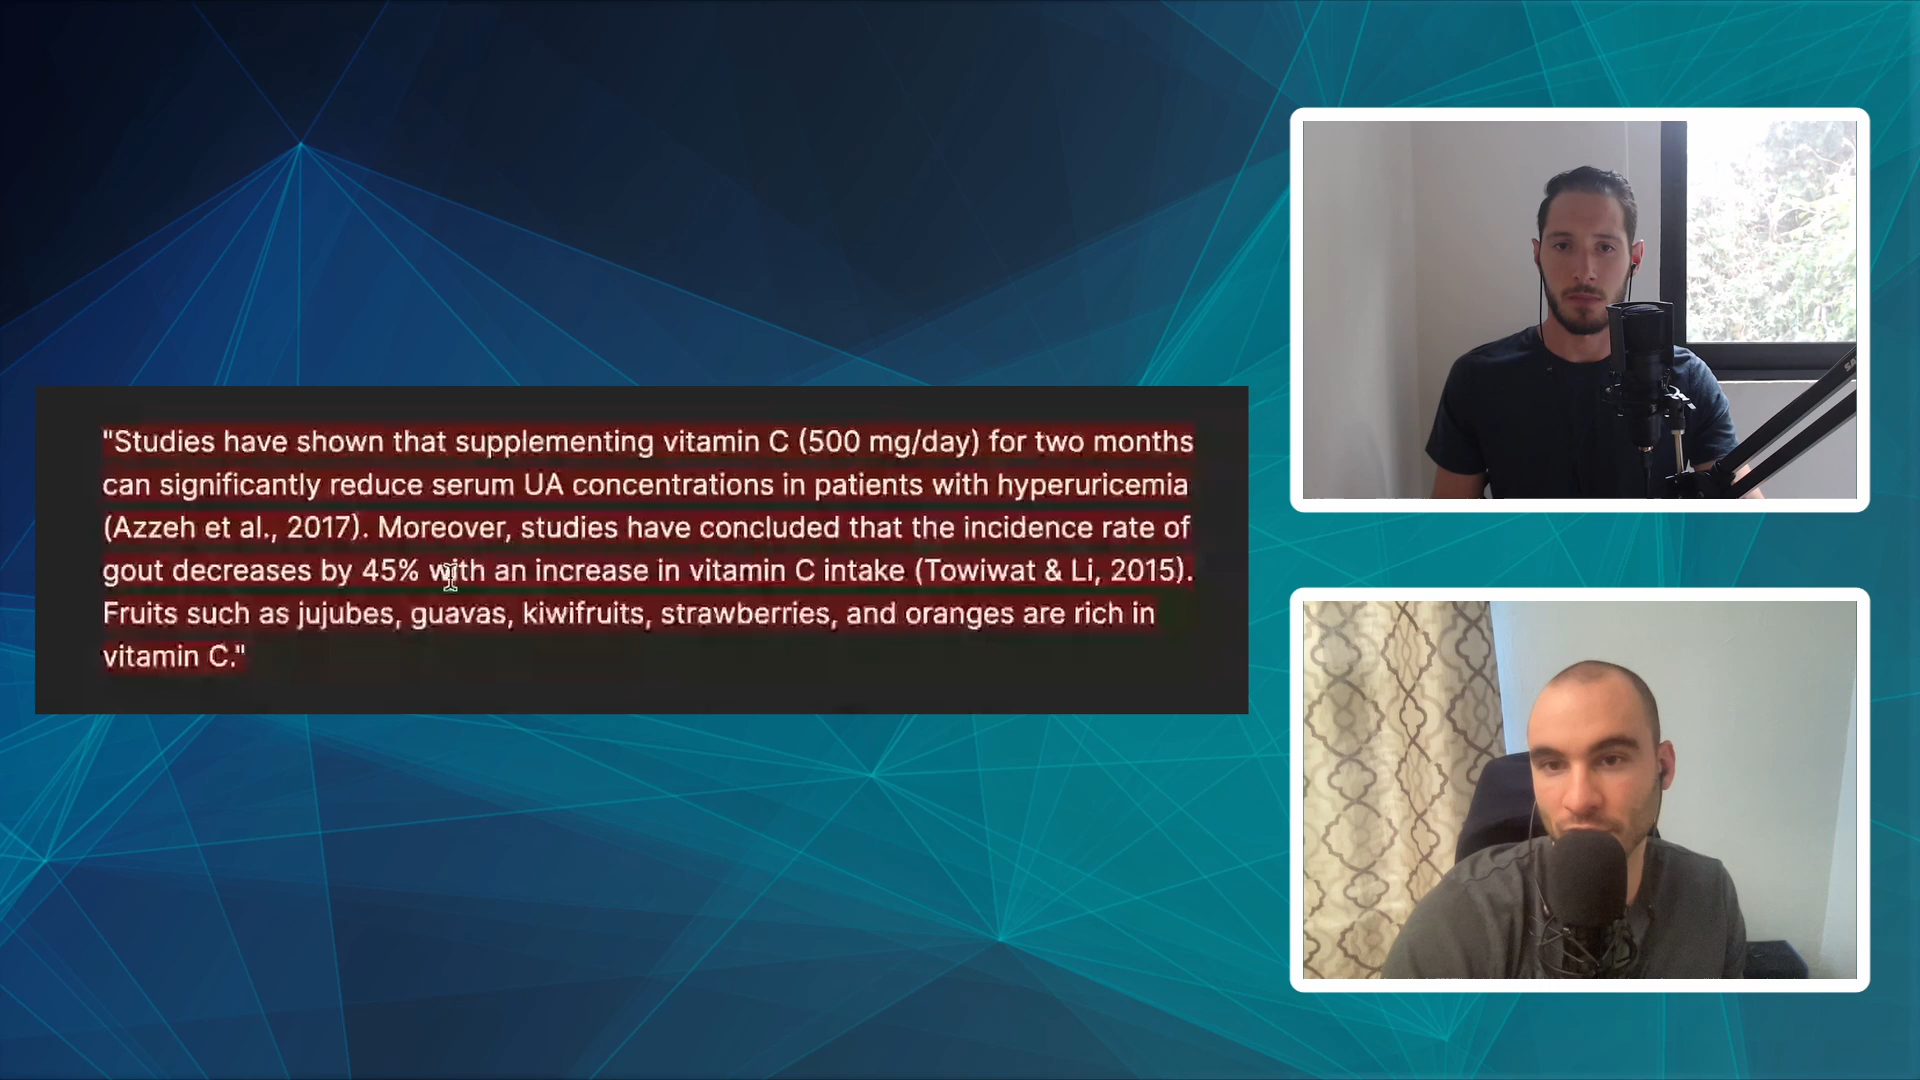 "Studies have shown that supplementing vitamin C (500 mg/day) for two months
can significantly reduce serum UA concentrations in patients with hyperuricemia
(Azzeh et al., 2017). Moreover, studies have concluded that the incidence rate of
gout decreases by 45% with an increase in vitamin C intake (Towiwat & Li, 2015).
Fruits such as jujubes, guavas, kiwifruits, strawberries, and oranges are rich in
vitamin C."